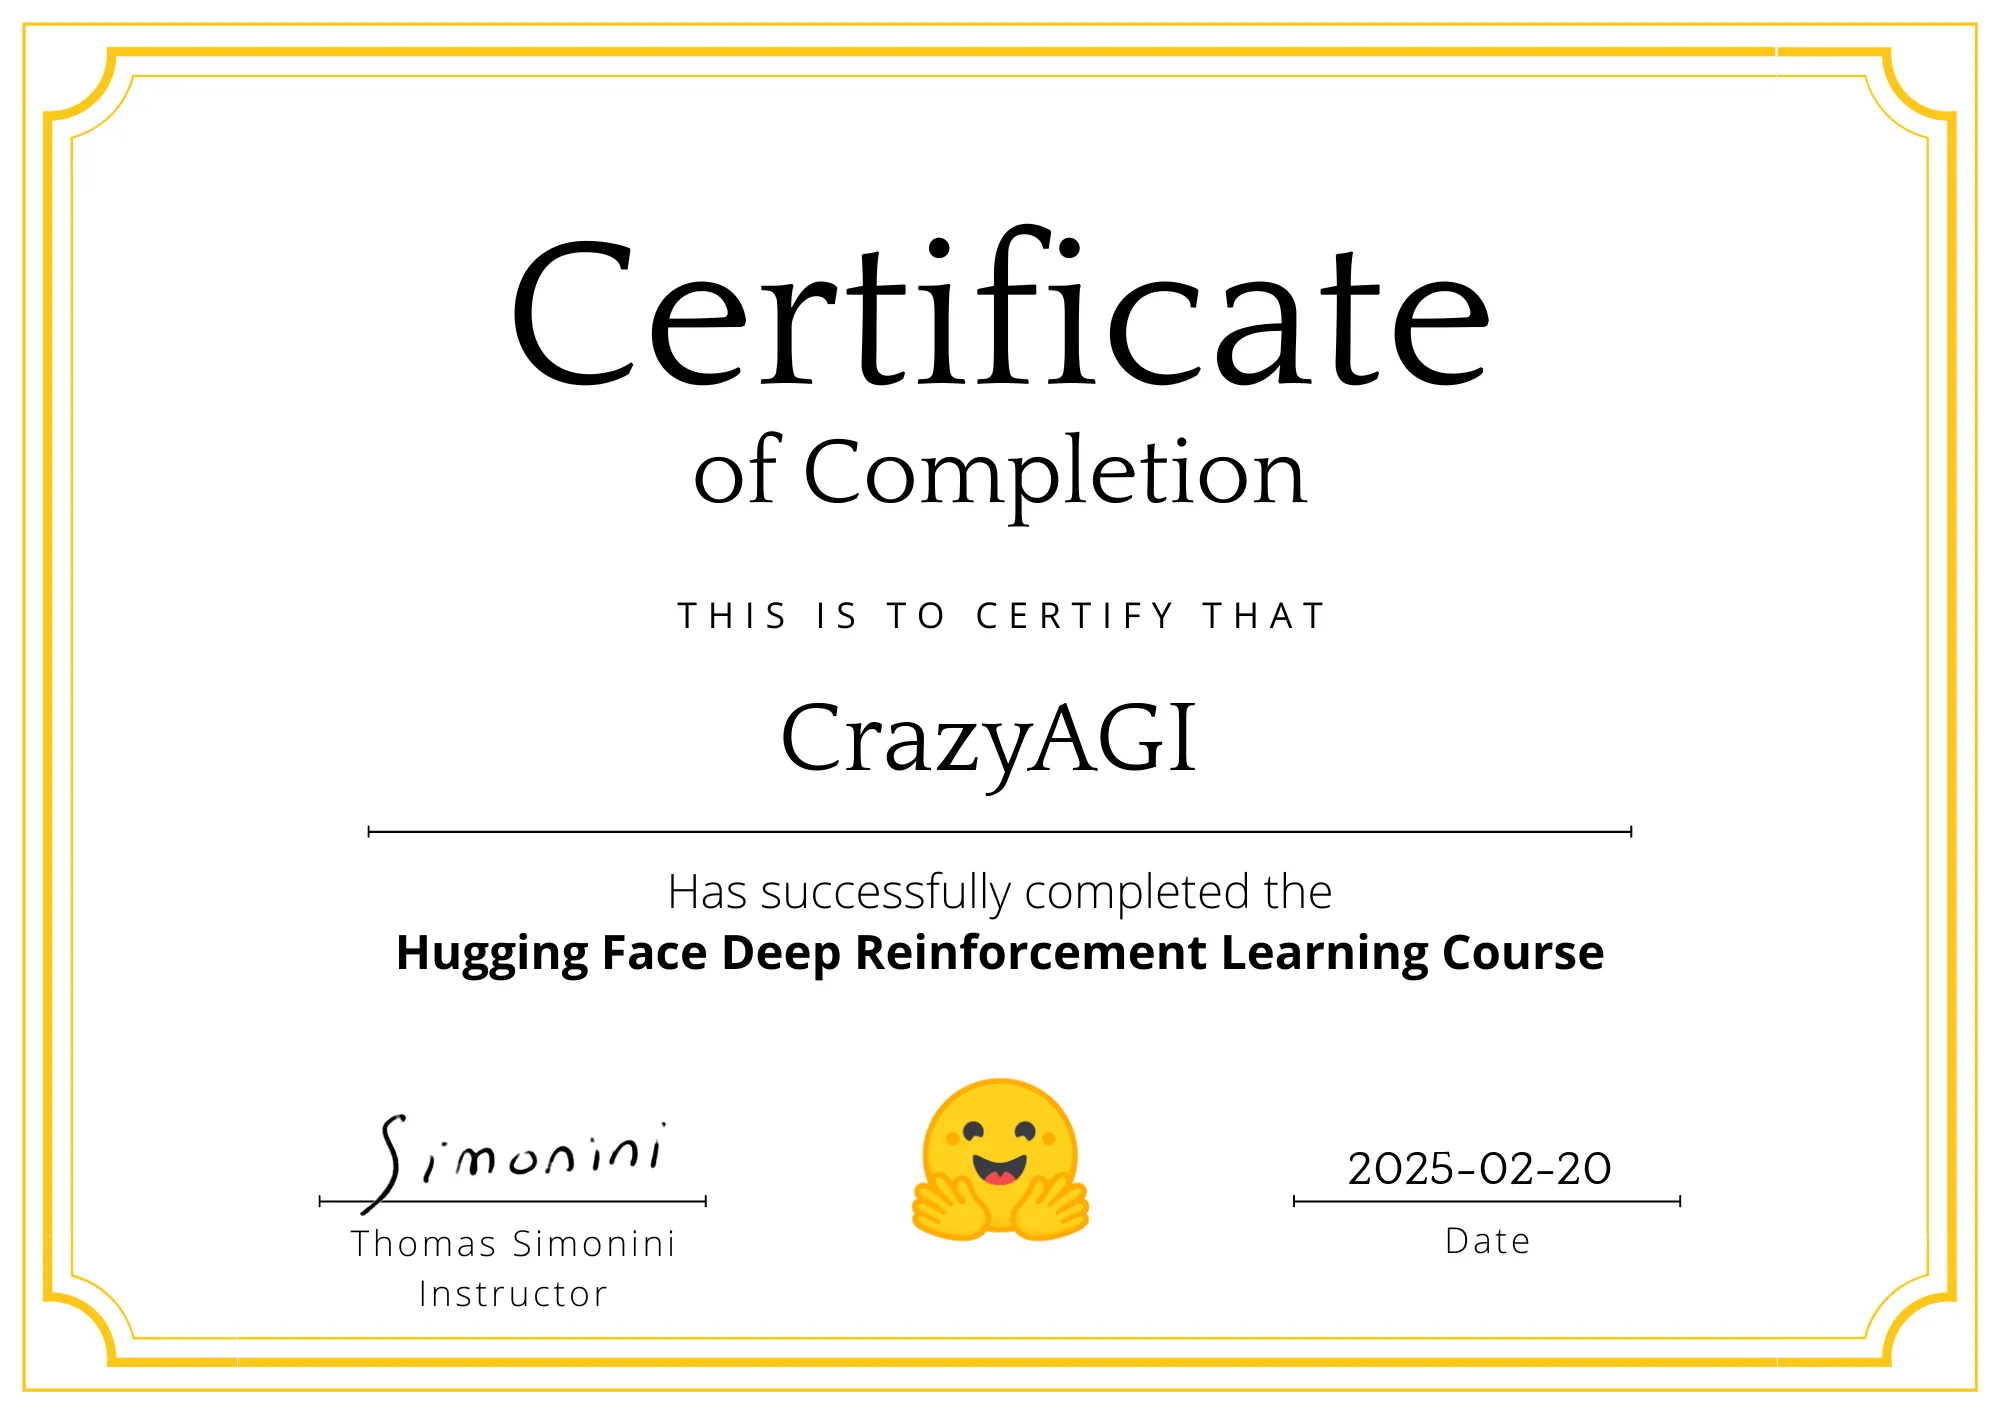 Certificate
of Completion
THIS IS TO CERTIFY THAT
CrazyAGI
Has successfully completed the
Hugging Face Deep Reinforcement Learning Course
Simonini
Thomas Simonini
Instructor
2025-02-20
Date